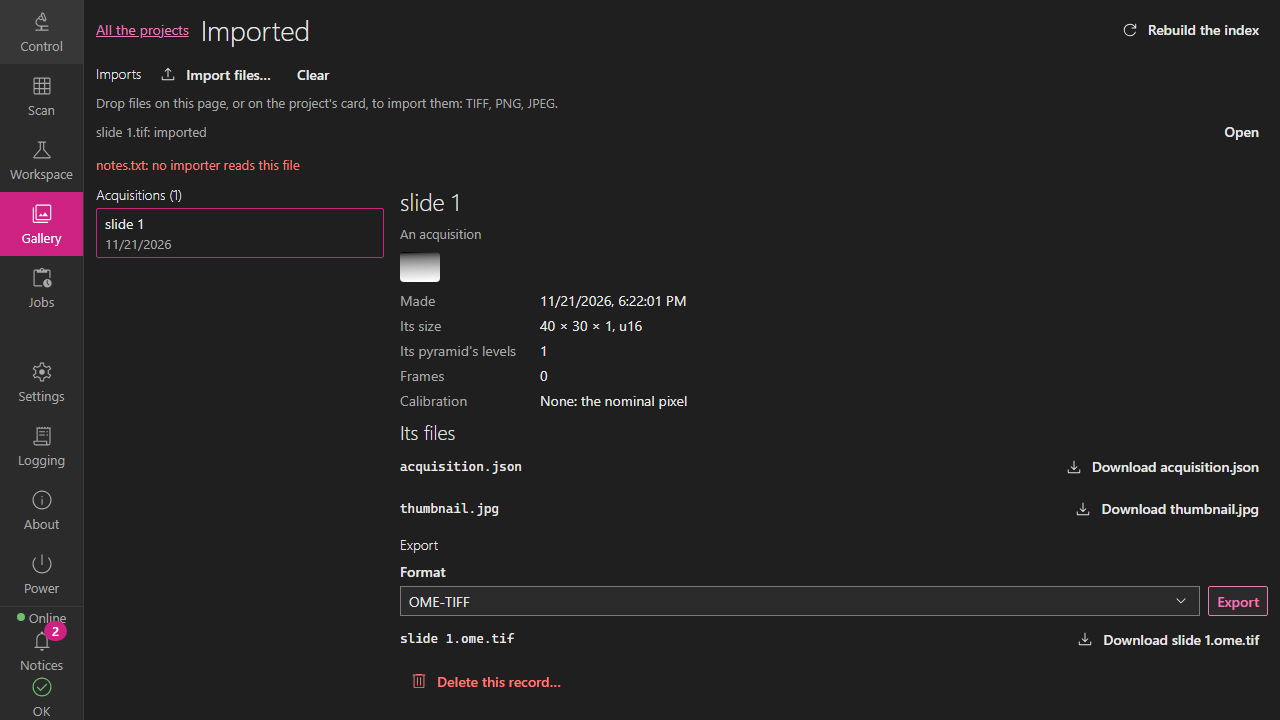 Control
Scan
Workspace
Gallery
Jobs
Settings
Logging
About
Power
Online
2
Notices
OK
All the projects
Imported
Rebuild the index
Imports
Import files...
Clear
Drop files on this page, or on the project's card, to import them: TIFF, PNG, JPEG.
slide 1.tif: imported
Open
notes.txt: no importer reads this file
Acquisitions (1)
slide 1
11/21/2026
slide 1
An acquisition
Made 11/21/2026, 6:22:01 PM
Its size 40 × 30 × 1, u16
Its pyramid's levels 1
Frames 0
Calibration None: the nominal pixel
Its files
acquisition.json Download acquisition.json
thumbnail.jpg Download thumbnail.jpg
Export
Format
OME-TIFF Export
slide 1.ome.tif Download slide 1.ome.tif
Delete this record...